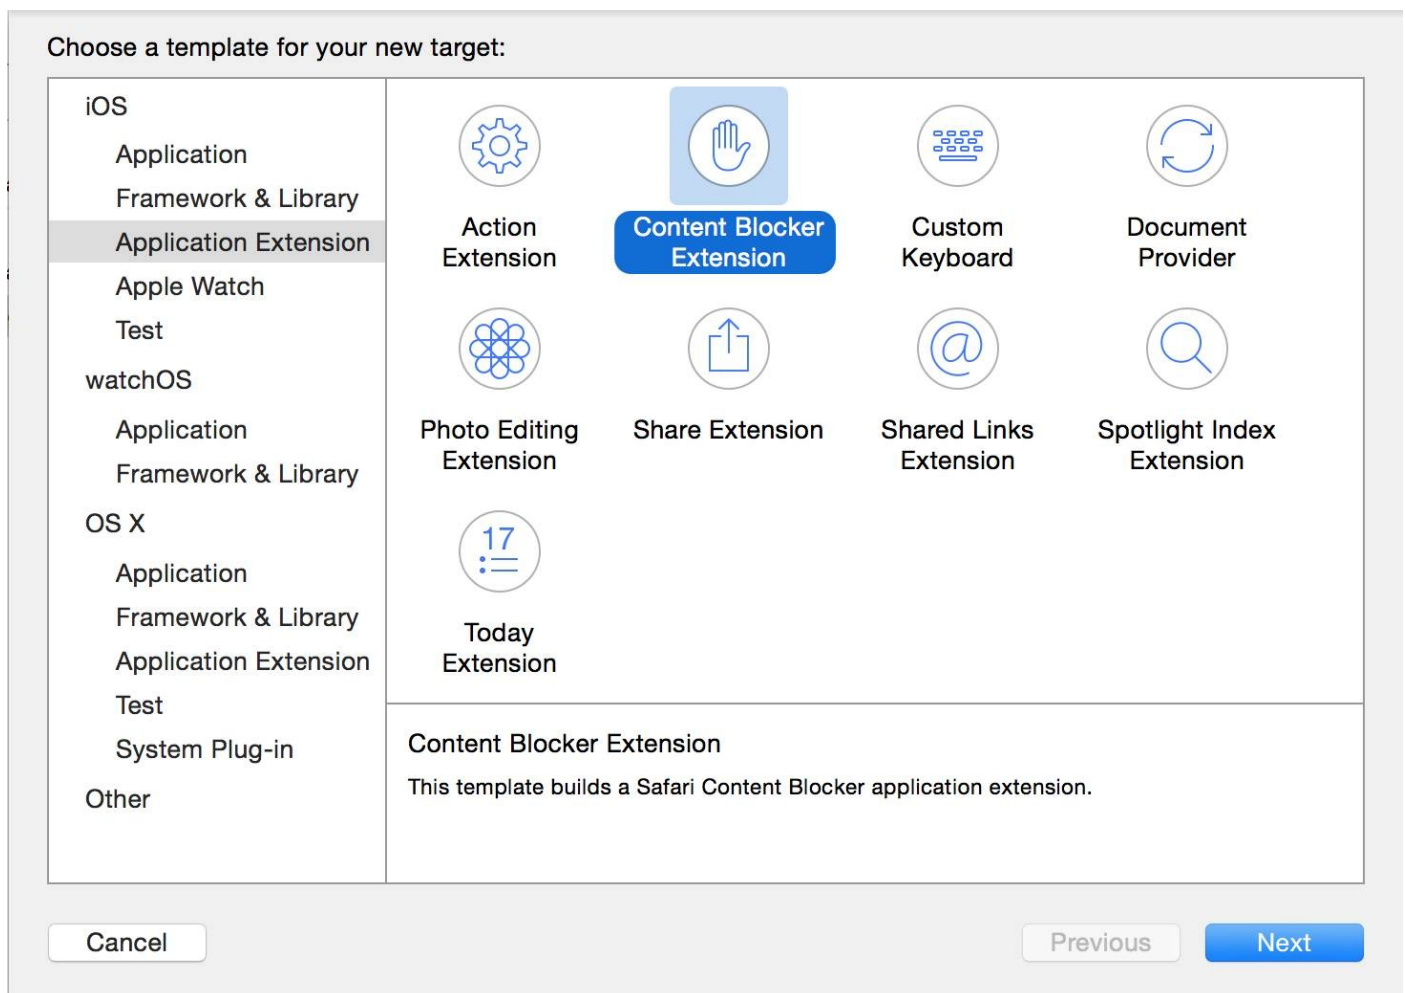 Choose a template for your new target:
iOS
Application
Framework & Library
Application Extension
Apple Watch
Test
watchOS
Application
Framework & Library
OS X
Application
Framework & Library
Application Extension
Test
System Plug-in
Other
Action
Extension
Content Blocker
Extension
Custom
Keyboard
Document
Provider
Photo Editing
Extension
Share Extension
@
Shared Links
Extension
Spotlight Index
Extension
17
Today
Extension
Content Blocker Extension
This template builds a Safari Content Blocker application extension.
Cancel
Previous
Next